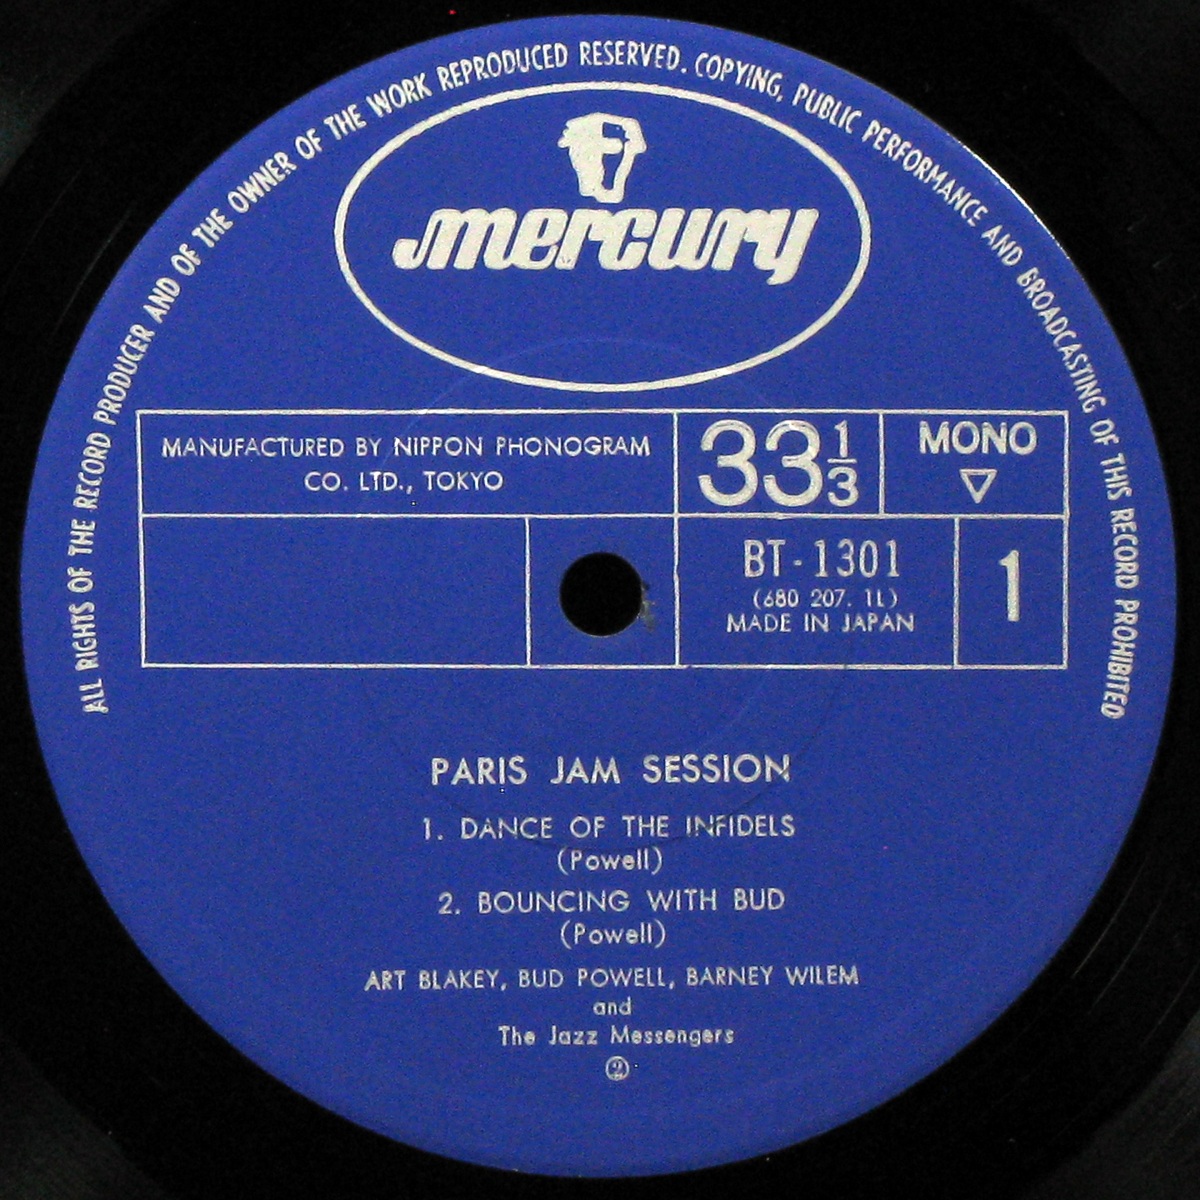 ALL RIGHTS OF THE RECORD PRODUCER AND OF THE OWNER OF THE WORK REPRODUCED RESERVED. COPYING, PUBLIC PERFORMANCE AND BROADCASTING OF THIS RECORD PROHIBITED
mercury
MANUFACTURED BY NIPPON PHONOGRAM
CO. LTD., TOKYO
33 1/3
MONO
▽
BT-1301
(680 207. 1L)
MADE IN JAPAN
1
PARIS JAM SESSION
1. DANCE OF THE INFIDELS
(Powell)
2. BOUNCING WITH BUD
(Powell)
ART BLAKEY, BUD POWELL, BARNEY WILEM
and
The Jazz Messengers
②